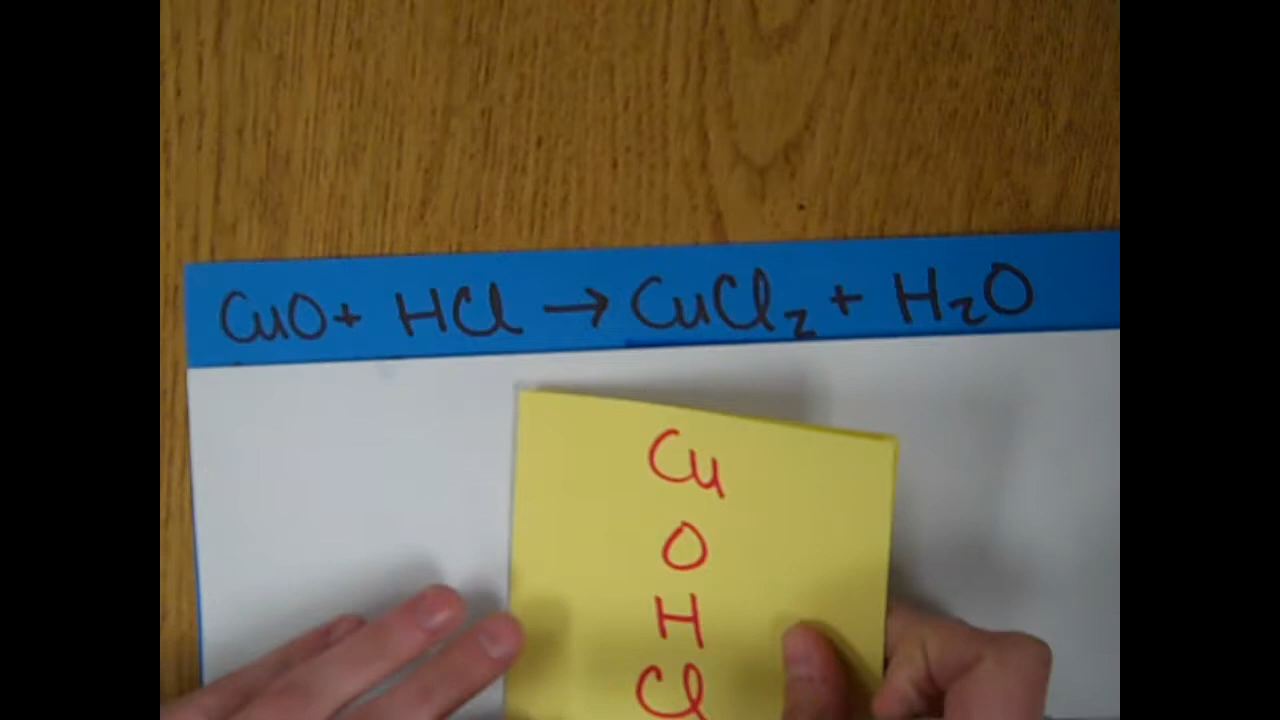 CuO + HCl → CuCl₂ + H₂O
Cu
O
H
Cl